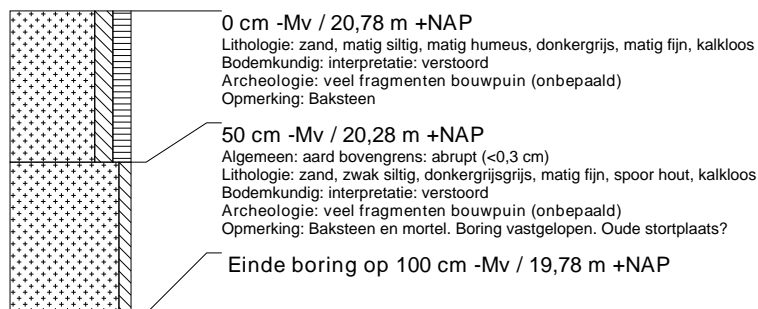 0 cm -Mv / 20,78 m +NAP
Lithologie: zand, matig siltig, matig humeus, donkergrijs, matig fijn, kalkloos
Bodemkundig: interpretatie: verstoord
Archeologie: veel fragmenten bouwpuin (onbepaald)
Opmerking: Baksteen
50 cm -Mv / 20,28 m +NAP
Algemeen: aard bovengrens: abrupt (<0,3 cm)
Lithologie: zand, zwak siltig, donkergrijsgrijs, matig fijn, spoor hout, kalkloos
Bodemkundig: interpretatie: verstoord
Archeologie: veel fragmenten bouwpuin (onbepaald)
Opmerking: Baksteen en mortel. Boring vastgelopen. Oude stortplaats?
Einde boring op 100 cm -Mv / 19,78 m +NAP